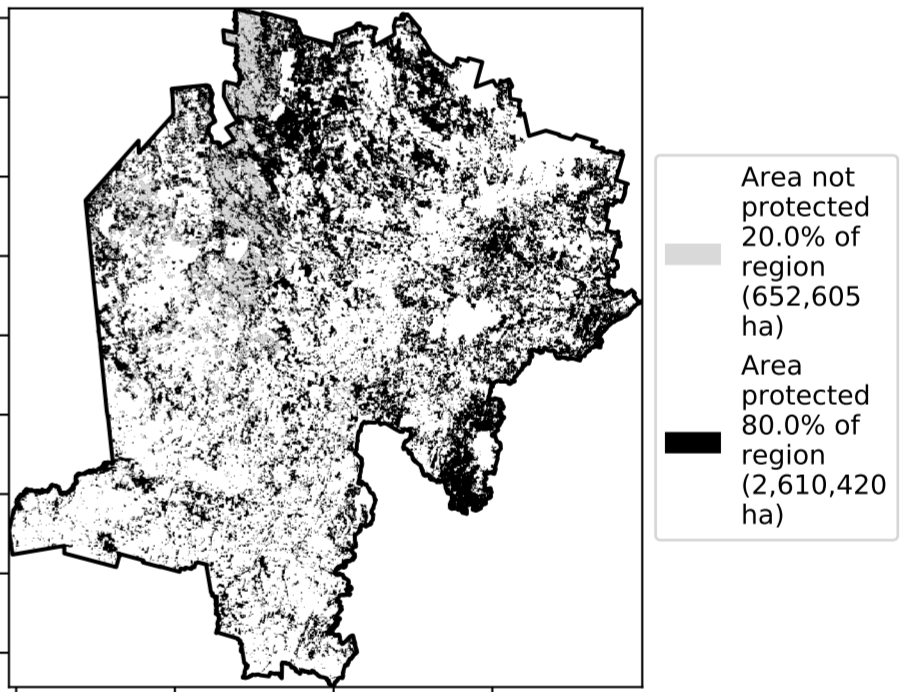 Area not
protected
20.0% of
region
(652,605
ha)
Area
protected
80.0% of
region
(2,610,420
ha)